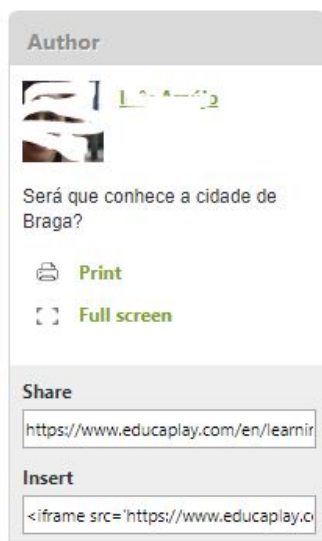 Author
Será que conhece a cidade de
Braga?
Print
Full screen
Share
https://www.educaplay.com/en/learnin
Insert
<iframe src='https://www.educaplay.c